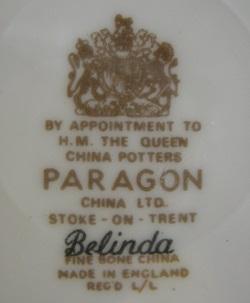 BY APPOINTMENT TO
H.M. THE QUEEN
CHINA POTTERS
PARAGON
CHINA LTD.
STOKE-ON-TRENT
Belinda
FINE BONE CHINA
MADE IN ENGLAND
REG'D L/L